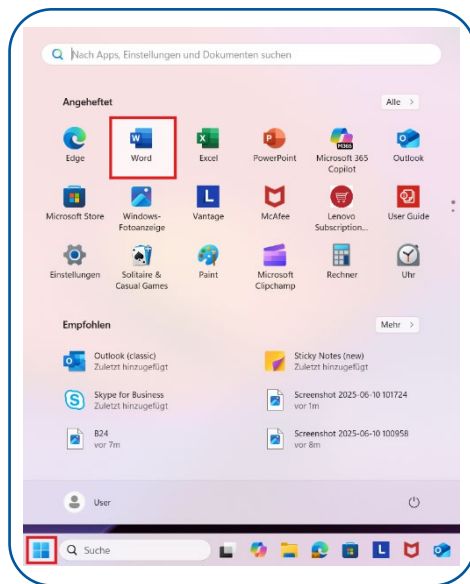 Nach Apps, Einstellungen und Dokumenten suchen
Angeheftet
Alle >
Edge
Word
Excel
PowerPoint
Microsoft 365
Copilot
Outlook
Microsoft Store
Windows-
Fotoanzeige
Vantage
McAfee
Lenovo
Subscription...
User Guide
Einstellungen
Solitaire &
Casual Games
Paint
Microsoft
Clipchamp
Rechner
Uhr
Empfohlen
Mehr >
Outlook (classic)
Zuletzt hinzugefügt
Sticky Notes (new)
Zuletzt hinzugefügt
Skype for Business
Zuletzt hinzugefügt
Screenshot 2025-06-10 101724
vor 1m
B24
vor 7m
Screenshot 2025-06-10 100958
vor 8m
User
Suche